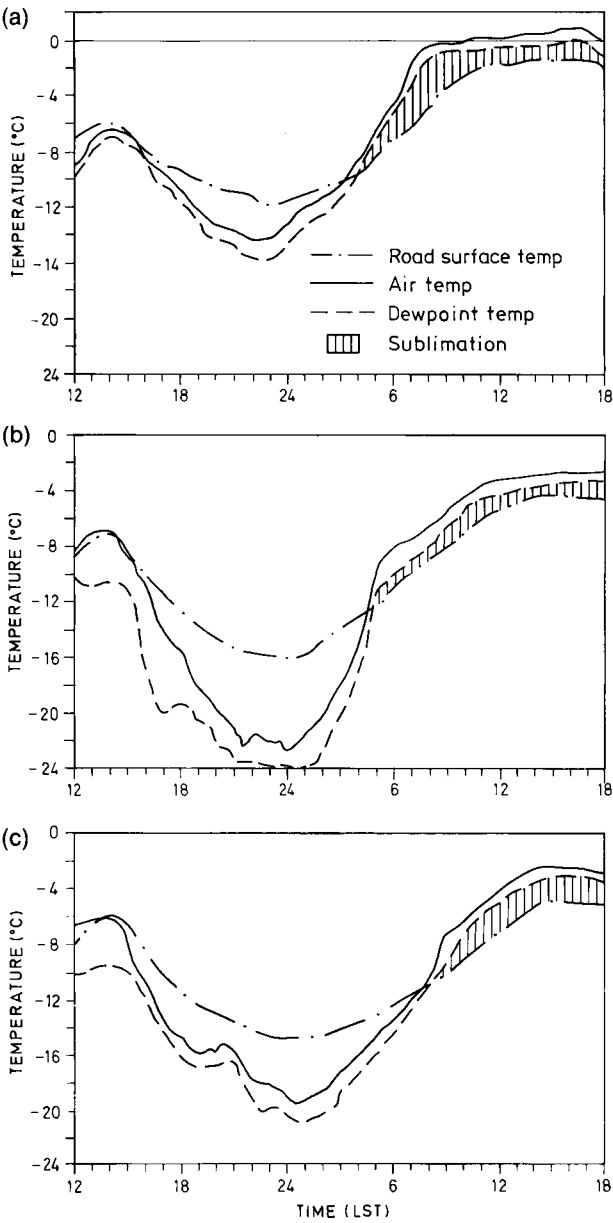 (a)
0
-4
-8
-12
-14
-20
24
TEMPERATURE (°C)
Road surface temp
Air temp
Dewpoint temp
Sublimation
12 18 24 6 12 18
(b)
0
-4
-8
-12
-16
-20
-24
TEMPERATURE (°C)
12 18 24 6 12 18
(c)
0
-4
-8
-12
-16
-20
-24
TEMPERATURE (°C)
12 18 24 6 12 18
TIME (LST)